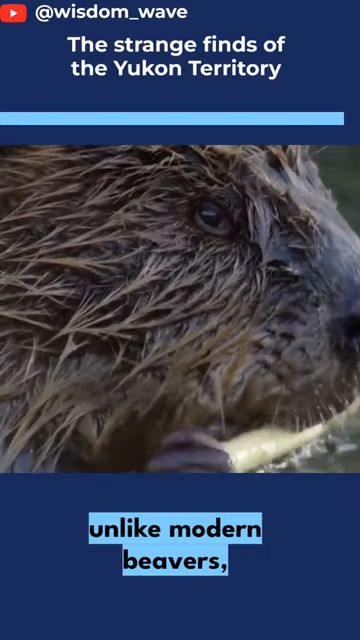 @wisdom_wave
The strange finds of
the Yukon Territory
unlike modern
beavers,